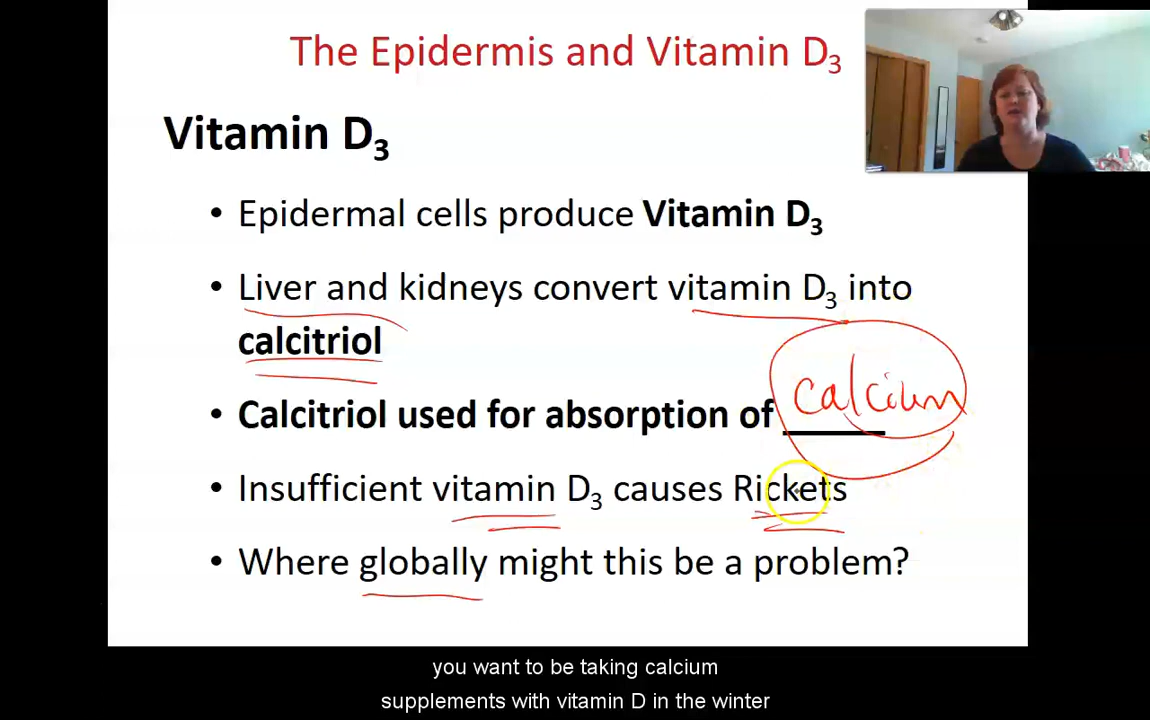 The Epidermis and Vitamin D₃
Vitamin D₃
• Epidermal cells produce Vitamin D₃
• Liver and kidneys convert vitamin D₃ into
calcitriol
• Calcitriol used for absorption of ______ calcium
• Insufficient vitamin D₃ causes Rickets
• Where globally might this be a problem?
you want to be taking calcium
supplements with vitamin D in the winter